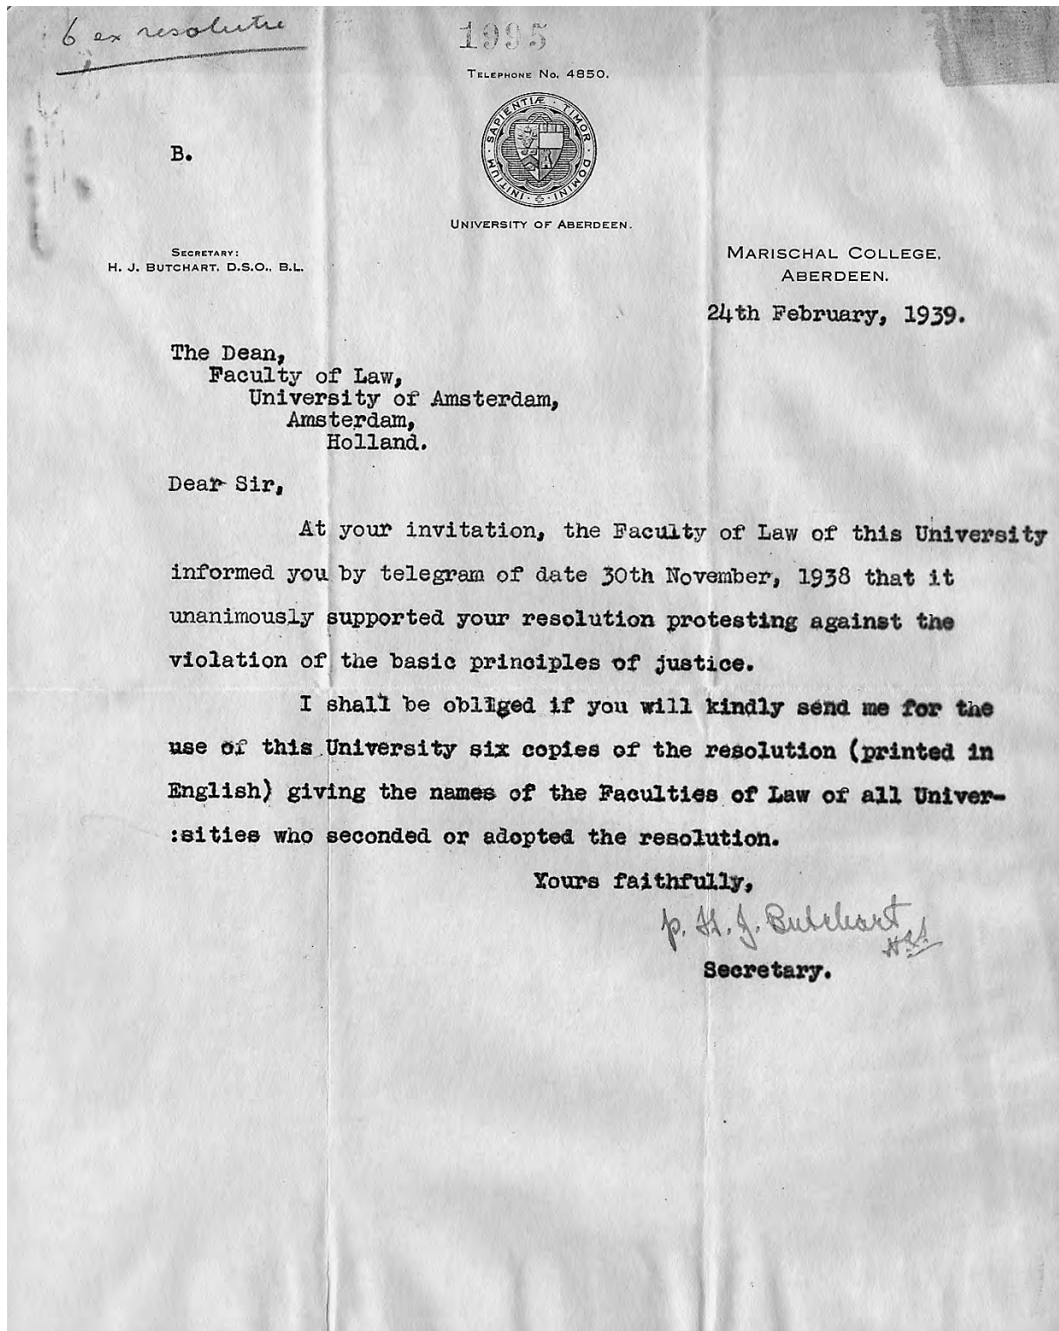 6 ex resolutie
1995
TELEPHONE No. 4850.
INITIUM · SAPIENTIÆ · TIMOR · DOMINI
B.
UNIVERSITY OF ABERDEEN.
SECRETARY:
H. J. BUTCHART, D.S.O., B.L.
MARISCHAL COLLEGE,
ABERDEEN.
24th February, 1939.
The Dean,
Faculty of Law,
University of Amsterdam,
Amsterdam,
Holland.
Dear Sir,
At your invitation, the Faculty of Law of this University
informed you by telegram of date 30th November, 1938 that it
unanimously supported your resolution protesting against the
violation of the basic principles of justice.
I shall be obliged if you will kindly send me for the
use of this University six copies of the resolution (printed in
English) giving the names of the Faculties of Law of all Univer-
:sities who seconded or adopted the resolution.
Yours faithfully,
p. H. J. Butchart
Secretary.